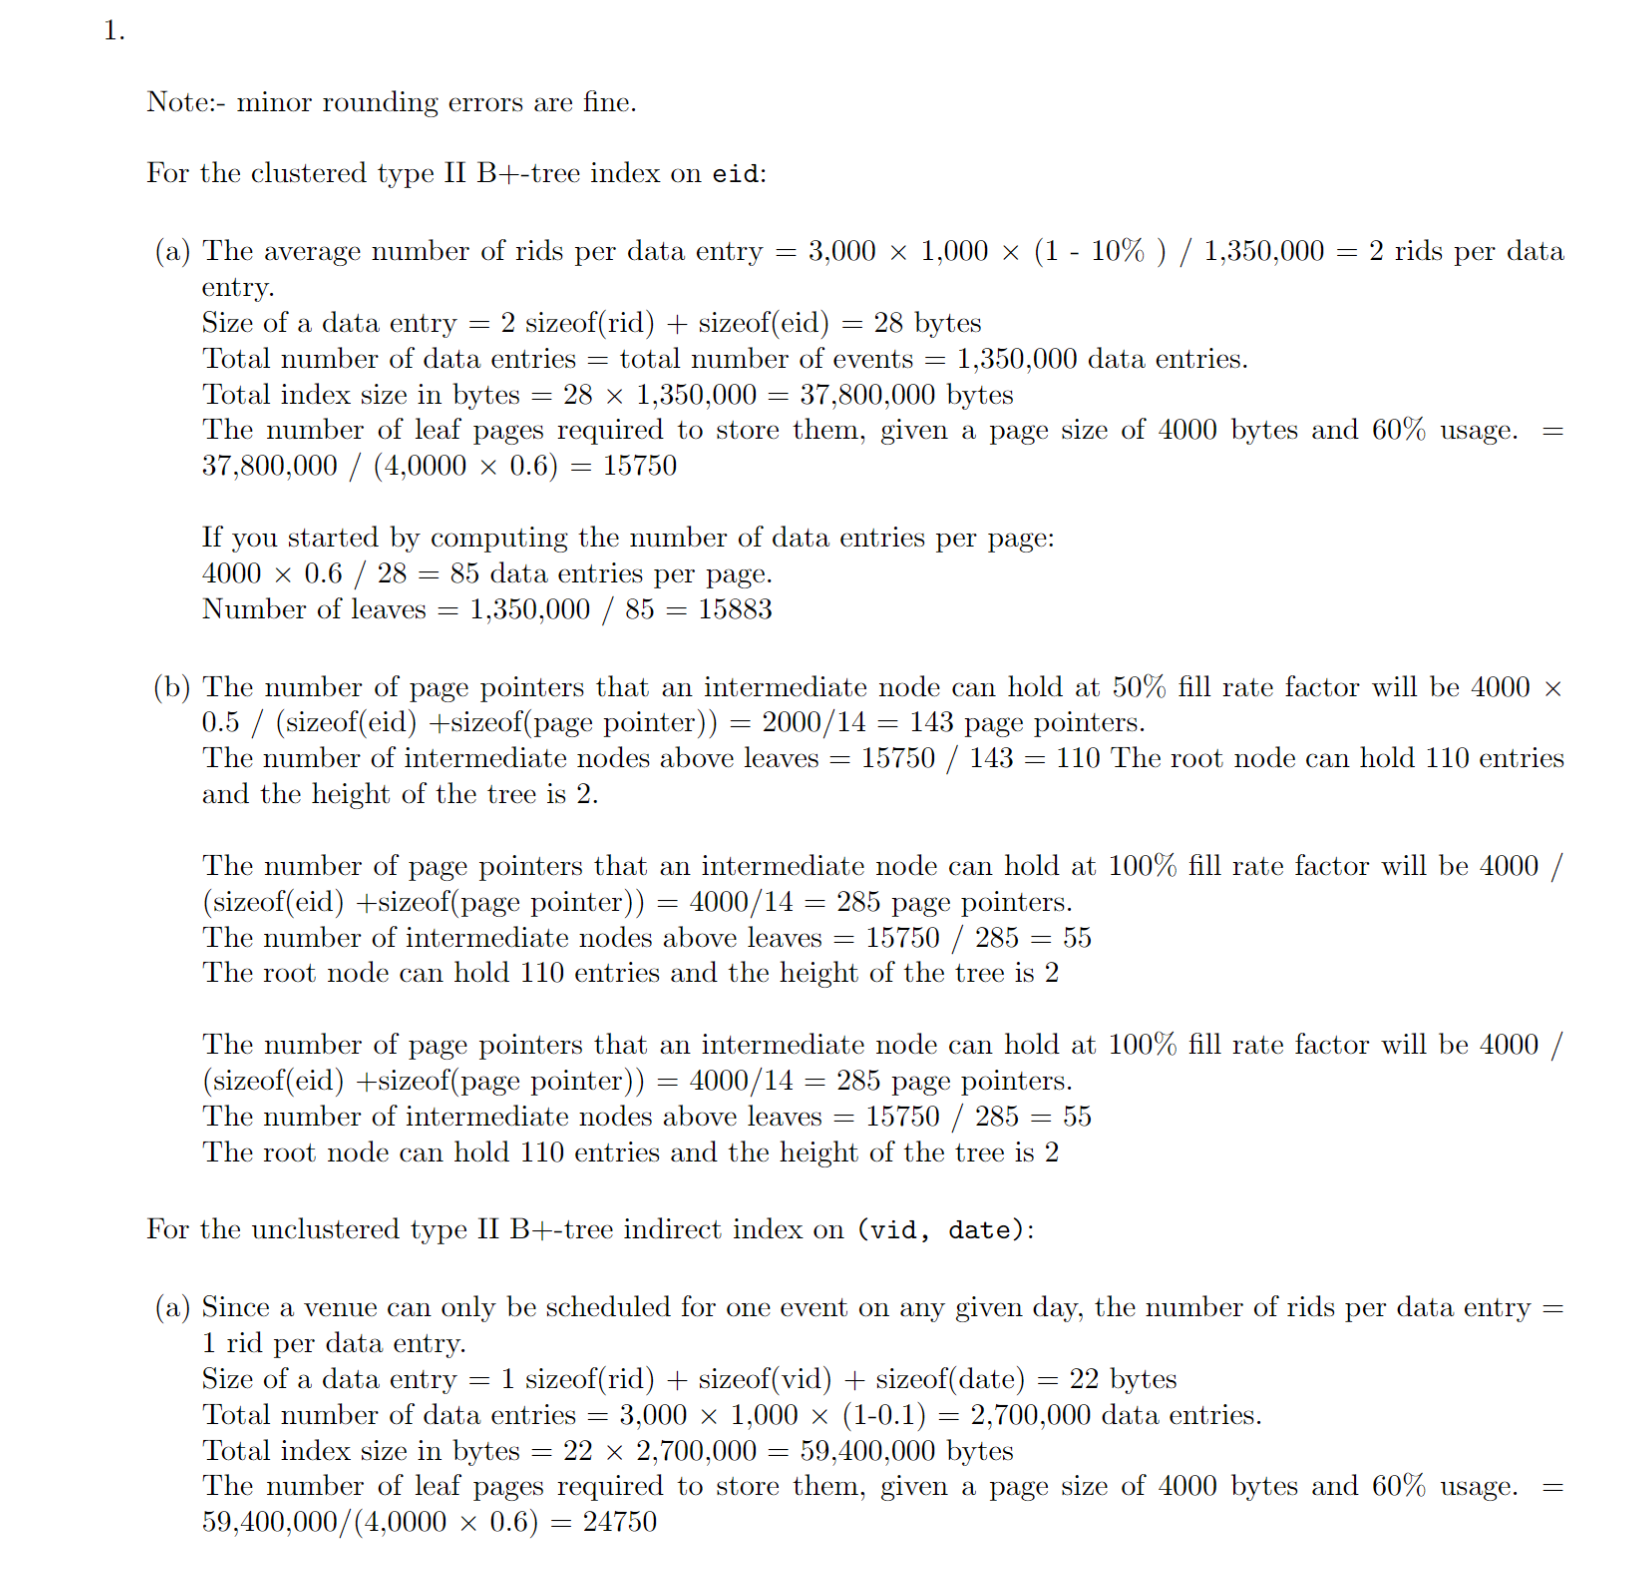 1.
Note:- minor rounding errors are fine.
For the clustered type II B+-tree index on eid:
(a) The average number of rids per data entry = 3,000 × 1,000 × (1 - 10% ) / 1,350,000 = 2 rids per data
entry.
Size of a data entry = 2 sizeof(rid) + sizeof(eid) = 28 bytes
Total number of data entries = total number of events = 1,350,000 data entries.
Total index size in bytes = 28 × 1,350,000 = 37,800,000 bytes
The number of leaf pages required to store them, given a page size of 4000 bytes and 60% usage. =
37,800,000 / (4,0000 × 0.6) = 15750
If you started by computing the number of data entries per page:
4000 × 0.6 / 28 = 85 data entries per page.
Number of leaves = 1,350,000 / 85 = 15883
(b) The number of page pointers that an intermediate node can hold at 50% fill rate factor will be 4000 ×
0.5 / (sizeof(eid) +sizeof(page pointer)) = 2000/14 = 143 page pointers.
The number of intermediate nodes above leaves = 15750 / 143 = 110 The root node can hold 110 entries
and the height of the tree is 2.
The number of page pointers that an intermediate node can hold at 100% fill rate factor will be 4000 /
(sizeof(eid) +sizeof(page pointer)) = 4000/14 = 285 page pointers.
The number of intermediate nodes above leaves = 15750 / 285 = 55
The root node can hold 110 entries and the height of the tree is 2
The number of page pointers that an intermediate node can hold at 100% fill rate factor will be 4000 /
(sizeof(eid) +sizeof(page pointer)) = 4000/14 = 285 page pointers.
The number of intermediate nodes above leaves = 15750 / 285 = 55
The root node can hold 110 entries and the height of the tree is 2
For the unclustered type II B+-tree indirect index on (vid, date):
(a) Since a venue can only be scheduled for one event on any given day, the number of rids per data entry =
1 rid per data entry.
Size of a data entry = 1 sizeof(rid) + sizeof(vid) + sizeof(date) = 22 bytes
Total number of data entries = 3,000 × 1,000 × (1-0.1) = 2,700,000 data entries.
Total index size in bytes = 22 × 2,700,000 = 59,400,000 bytes
The number of leaf pages required to store them, given a page size of 4000 bytes and 60% usage. =
59,400,000/(4,0000 × 0.6) = 24750